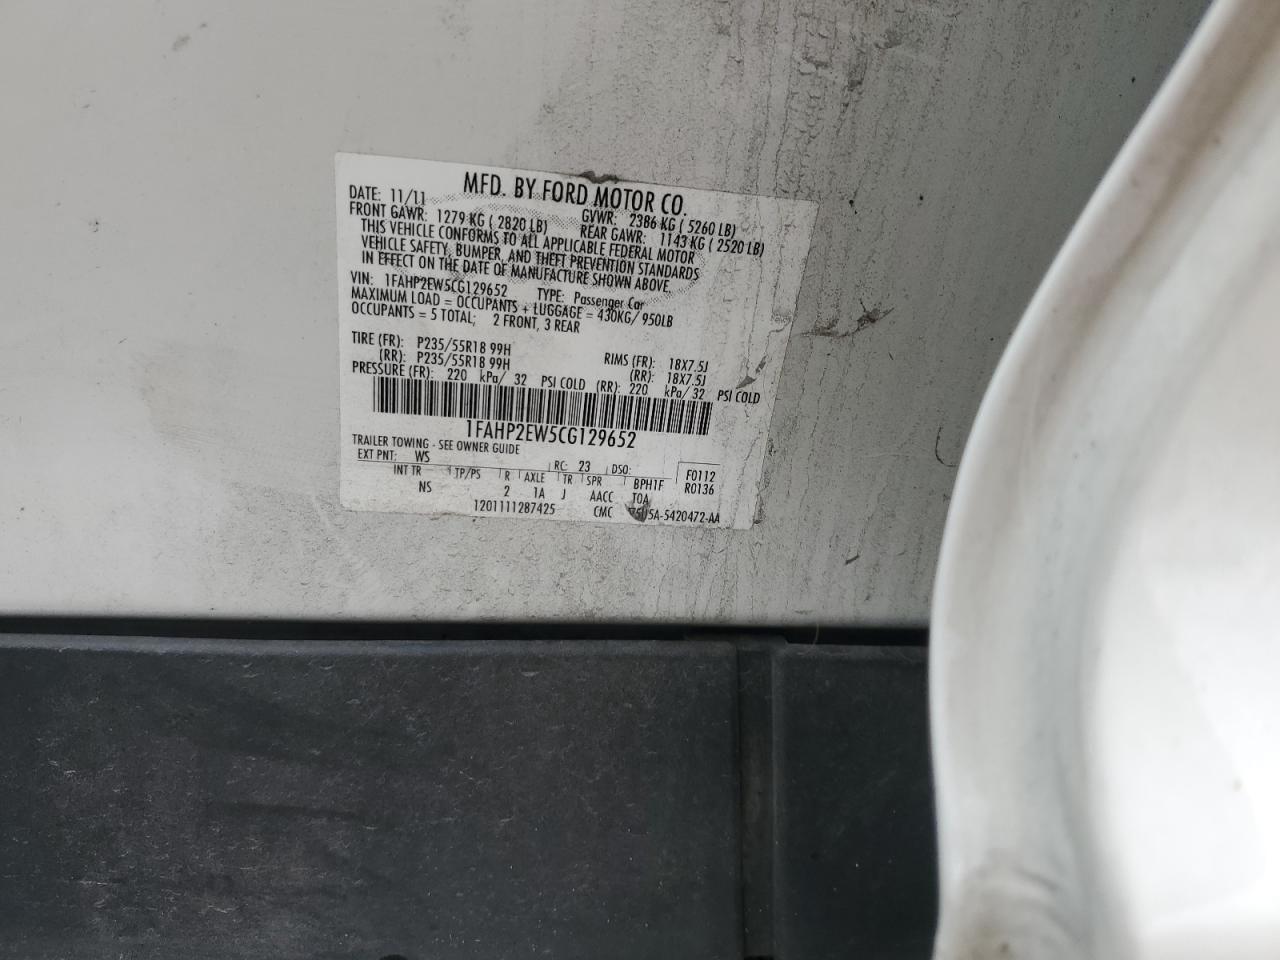 MFD. BY FORD MOTOR CO.
DATE: 11/11 GVWR: 2386 KG ( 5260 LB)
FRONT GAWR: 1279 KG ( 2820 LB) REAR GAWR: 1143 KG ( 2520 LB)
THIS VEHICLE CONFORMS TO ALL APPLICABLE FEDERAL MOTOR
VEHICLE SAFETY, BUMPER, AND THEFT PREVENTION STANDARDS
IN EFFECT ON THE DATE OF MANUFACTURE SHOWN ABOVE.
VIN: 1FAHP2EW5CG129652 TYPE: Passenger Car
MAXIMUM LOAD = OCCUPANTS + LUGGAGE = 430KG/ 950LB
OCCUPANTS = 5 TOTAL; 2 FRONT, 3 REAR
TIRE (FR): P235/55R18 99H RIMS (FR): 18X7.5J
(RR): P235/55R18 99H (RR): 18X7.5J
PRESSURE (FR): 220 kPa/ 32 PSI COLD (RR): 220 kPa/ 32 PSI COLD
1FAHP2EW5CG129652
TRAILER TOWING - SEE OWNER GUIDE
EXT PNT: WS RC: 23 DSO: F0112
INT TR TP/PS R AXLE TR SPR BPH1F R0136
NS 2 1A J AACC TOA
1201111287425 CMC 5A-5420472-AA